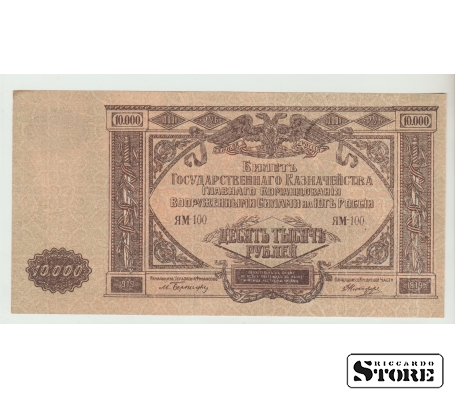 10.000 10.000
БИЛЕТЪ
ГОСУДАРСТВЕННАГО КАЗНАЧЕЙСТВА
ГЛАВНАГО КОМАНДОВАНІЯ
ВООРУЖЕННЫМИ СИЛАМИ НА ЮГѢ РОССІИ
ЯМ-100 ЯМ-100
ДЕСЯТЬ ТЫСЯЧЪ
РУБЛЕЙ
10.000
1919
RICCARDO
STORE